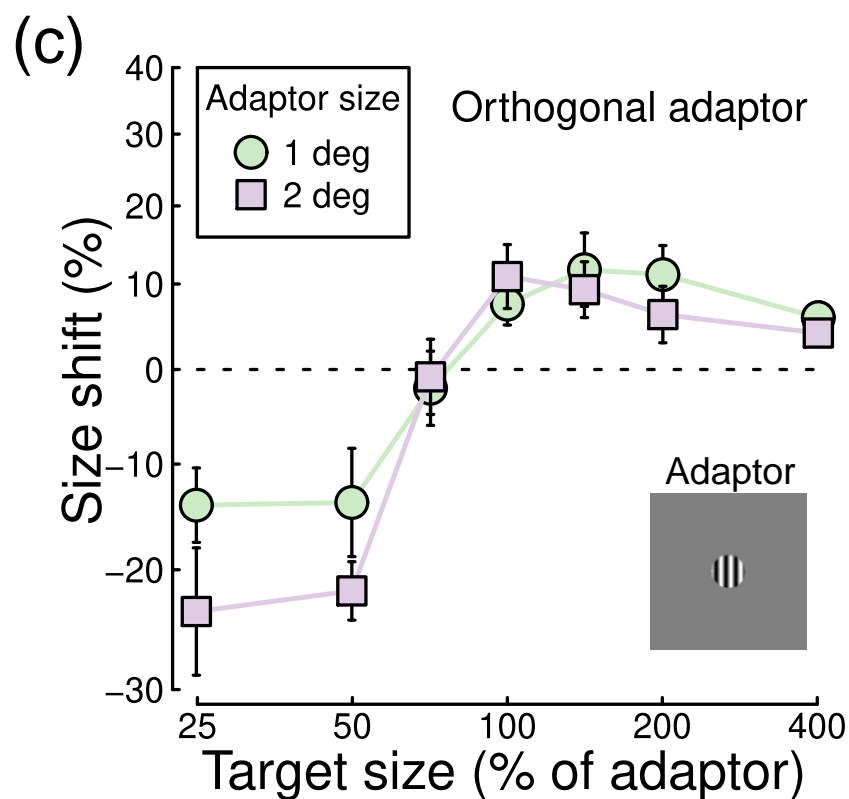 (c)
40
30
20
10
0
−10
−20
−30
Size shift (%)
Adaptor size
1 deg
2 deg
Orthogonal adaptor
Adaptor
25 50 100 200 400
Target size (% of adaptor)